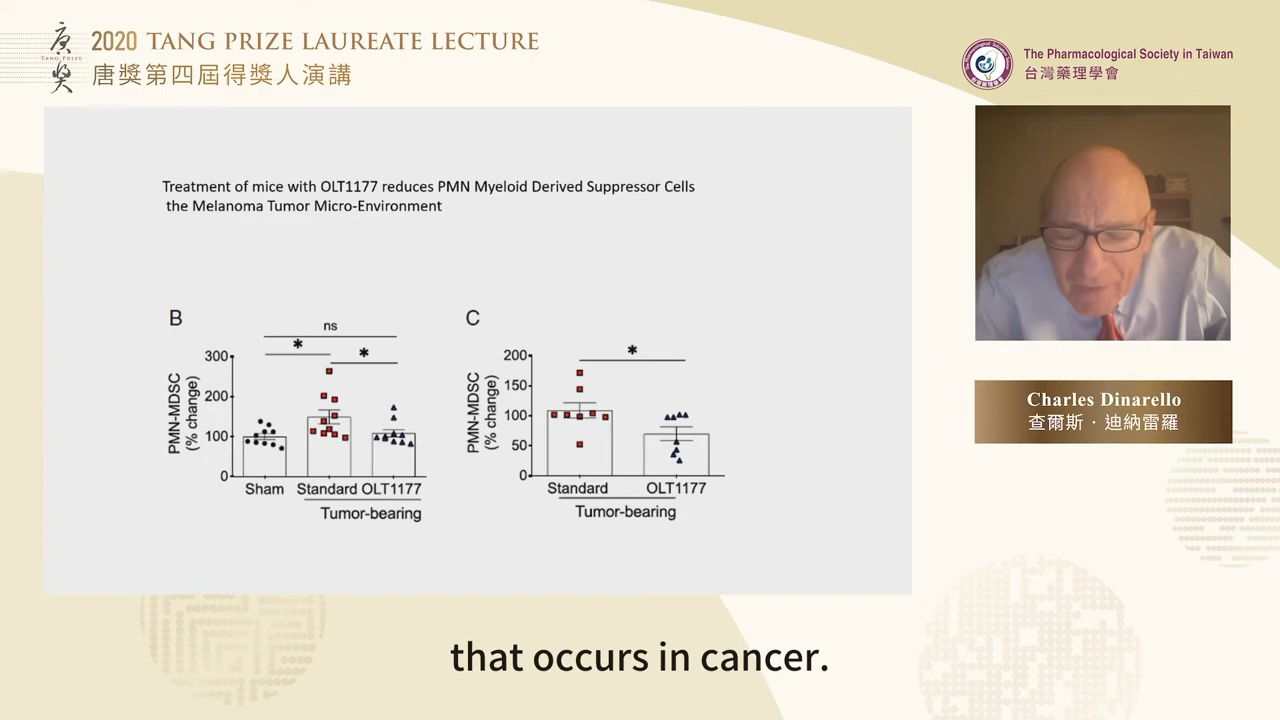 唐獎
TANG PRIZE
2020 TANG PRIZE LAUREATE LECTURE
唐獎第四屆得獎人演講
The Pharmacological Society in Taiwan
台灣藥理學會
Treatment of mice with OLT1177 reduces PMN Myeloid Derived Suppressor Cells
the Melanoma Tumor Micro-Environment
B
ns
*
*
300
200
100
0
PMN-MDSC
(% change)
Sham
Standard
OLT1177
Tumor-bearing
C
*
200
150
100
50
0
PMN-MDSC
(% change)
Standard
OLT1177
Tumor-bearing
Charles Dinarello
查爾斯．迪納雷羅
that occurs in cancer.